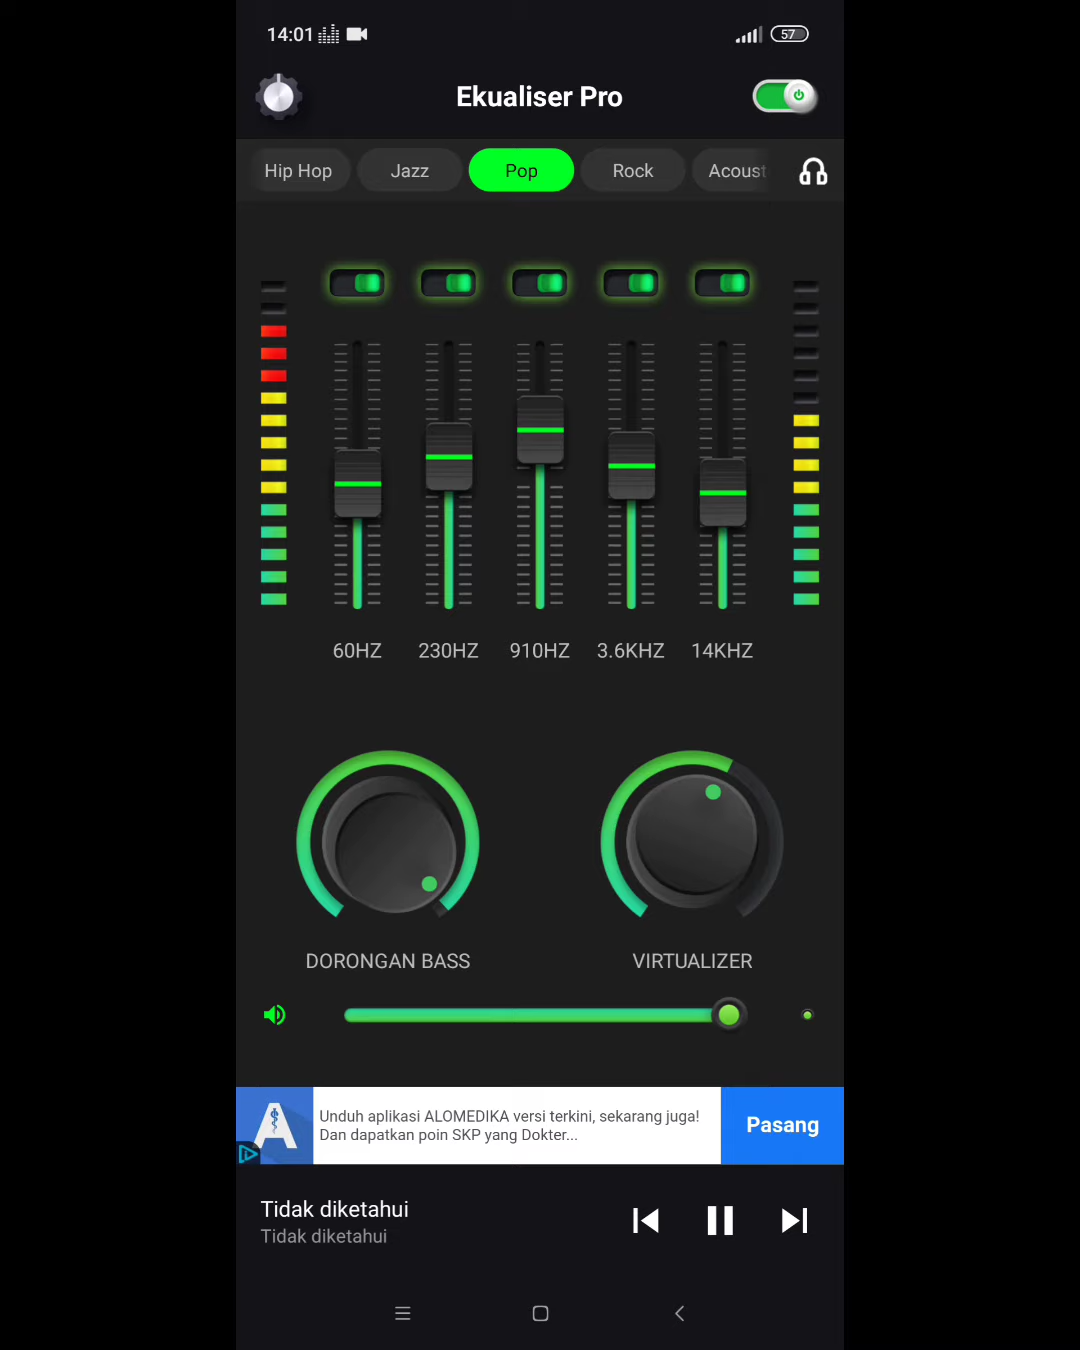 14:01
57
Ekualiser Pro
Hip Hop
Jazz
Pop
Rock
Acoust
60HZ
230HZ
910HZ
3.6KHZ
14KHZ
DORONGAN BASS
VIRTUALIZER
Unduh aplikasi ALOMEDIKA versi terkini, sekarang juga!
Dan dapatkan poin SKP yang Dokter...
Pasang
Tidak diketahui
Tidak diketahui